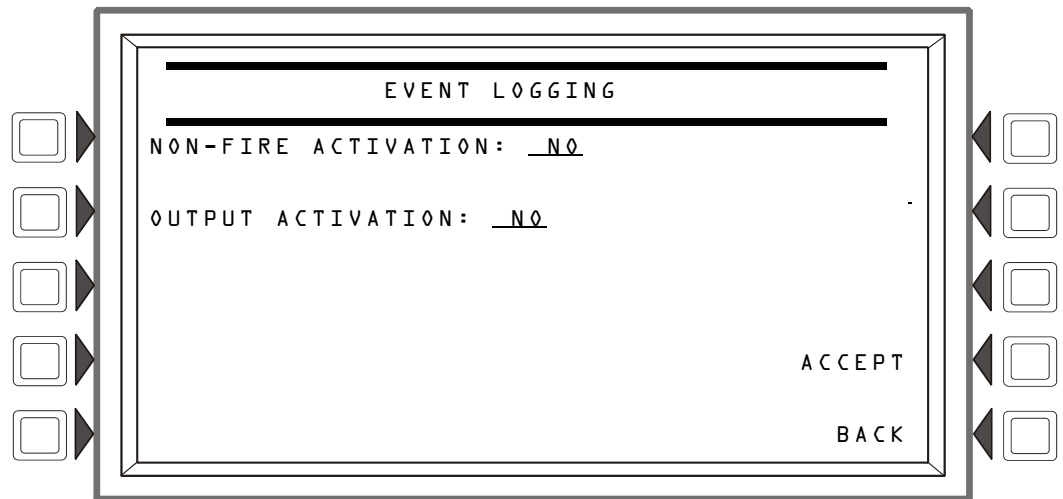 EVENT LOGGING
NON-FIRE ACTIVATION: NO
OUTPUT ACTIVATION: NO
ACCEPT
BACK